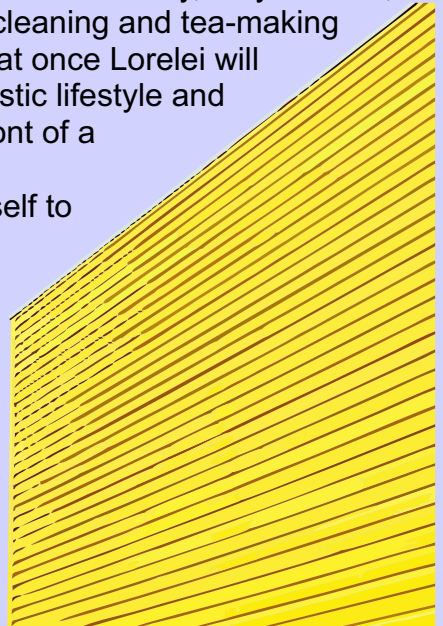 cleaning and tea-making
at once Lorelei will
stic lifestyle and
ont of a
self to